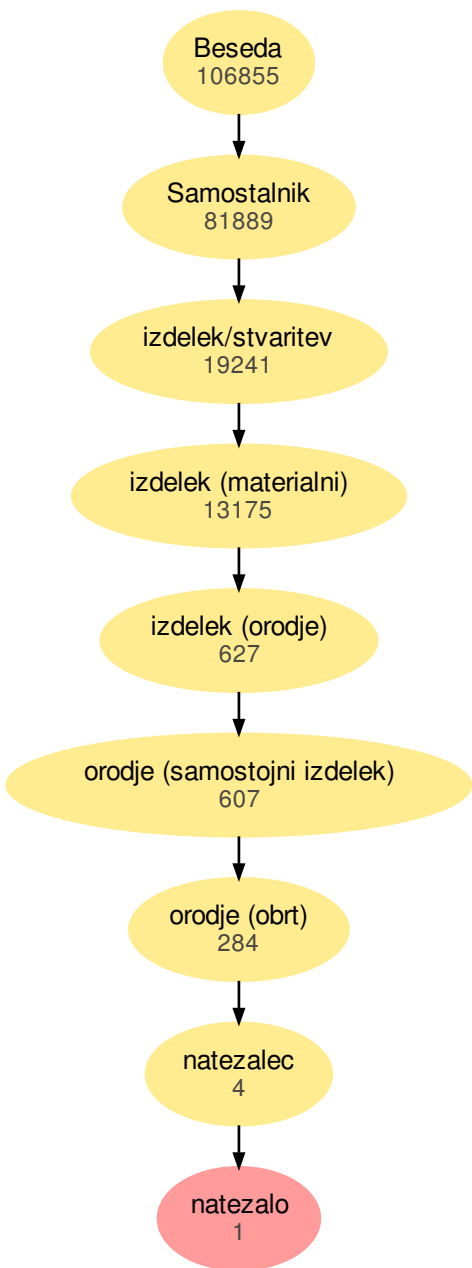 Beseda
106855
Samostalnik
81889
izdelek/stvaritev
19241
izdelek (materialni)
13175
izdelek (orodje)
627
orodje (samostojni izdelek)
607
orodje (obrt)
284
natezalec
4
natezalo
1